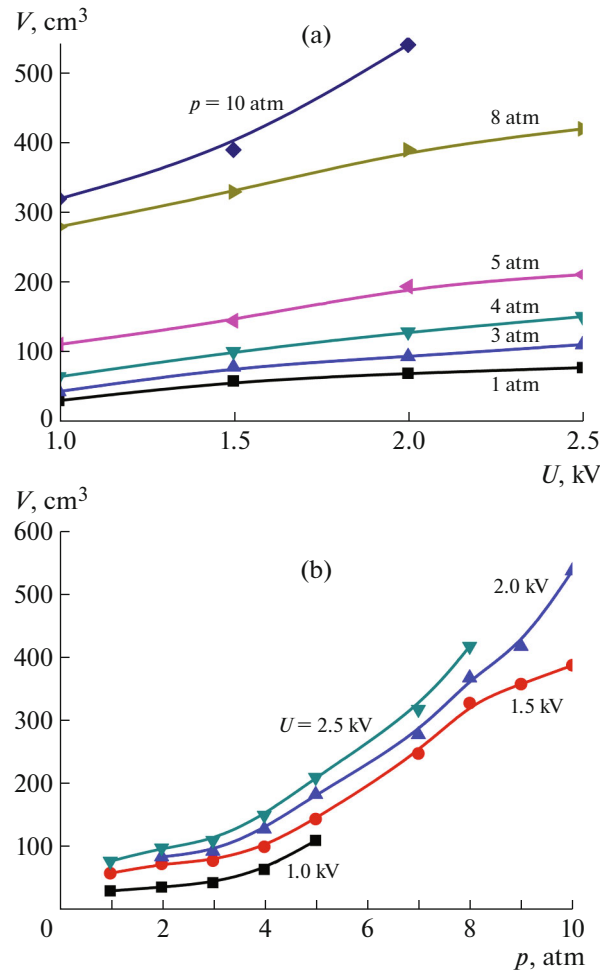 V, cm³
(a)
500
p = 10 atm
8 atm
400
300
200
5 atm
4 atm
100
3 atm
1 atm
0
1.0 1.5 2.0 2.5
U, kV
V, cm³
600
(b)
2.0 kV
500
400
1.5 kV
U = 2.5 kV
300
200
100
1.0 kV
0
2 4 6 8 10
p, atm